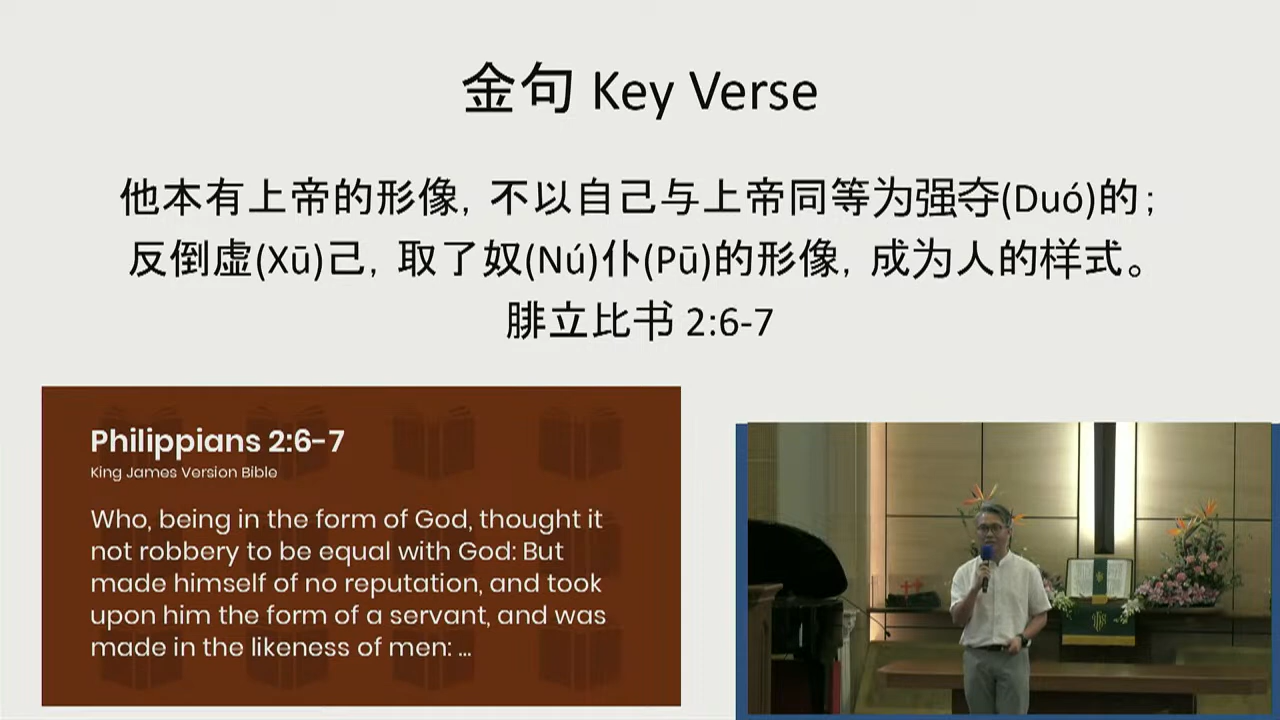 金句 Key Verse
他本有上帝的形像，不以自己与上帝同等为强夺(Duó)的；
反倒虚(Xū)己，取了奴(Nú)仆(Pū)的形像，成为人的样式。
腓立比书 2:6-7
Philippians 2:6-7
King James Version Bible
Who, being in the form of God, thought it
not robbery to be equal with God: But
made himself of no reputation, and took
upon him the form of a servant, and was
made in the likeness of men: ...